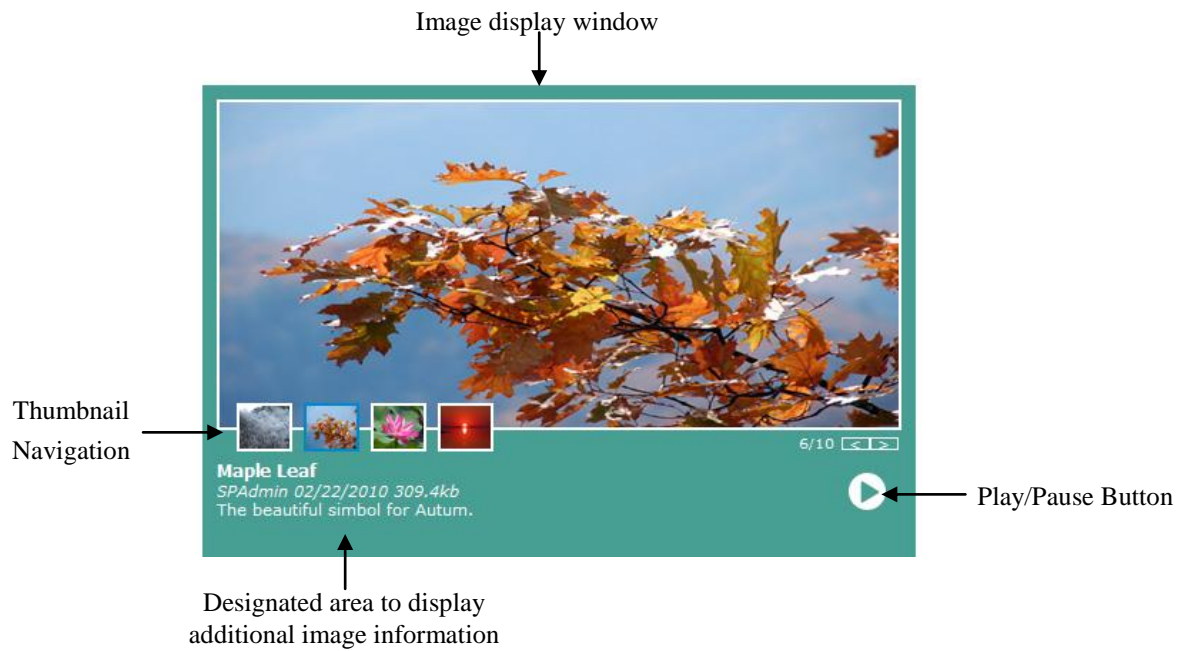 Image display window
Thumbnail
Navigation
6/10 < >
Maple Leaf
SPAdmin 02/22/2010 309.4kb
The beautiful simbol for Autum.
Play/Pause Button
Designated area to display
additional image information